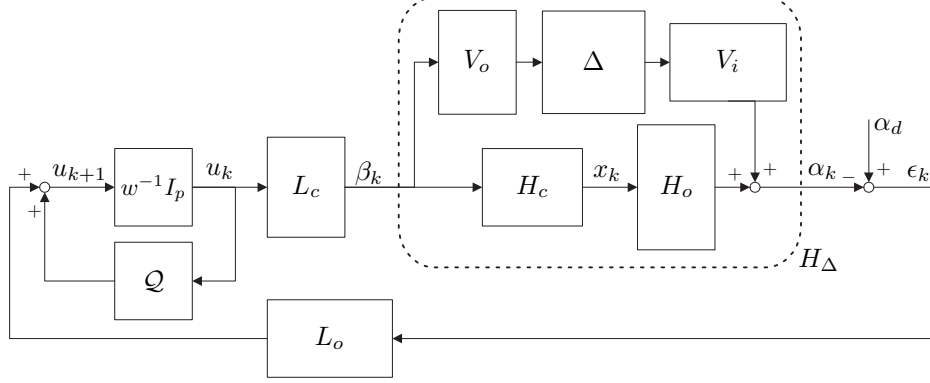 V_o
Δ
V_i
α_d
+
u_{k+1}
w^{-1}I_p
u_k
L_c
β_k
H_c
x_k
H_o
+
+
α_k
−
+
ϵ_k
+
𝒬
H_Δ
L_o